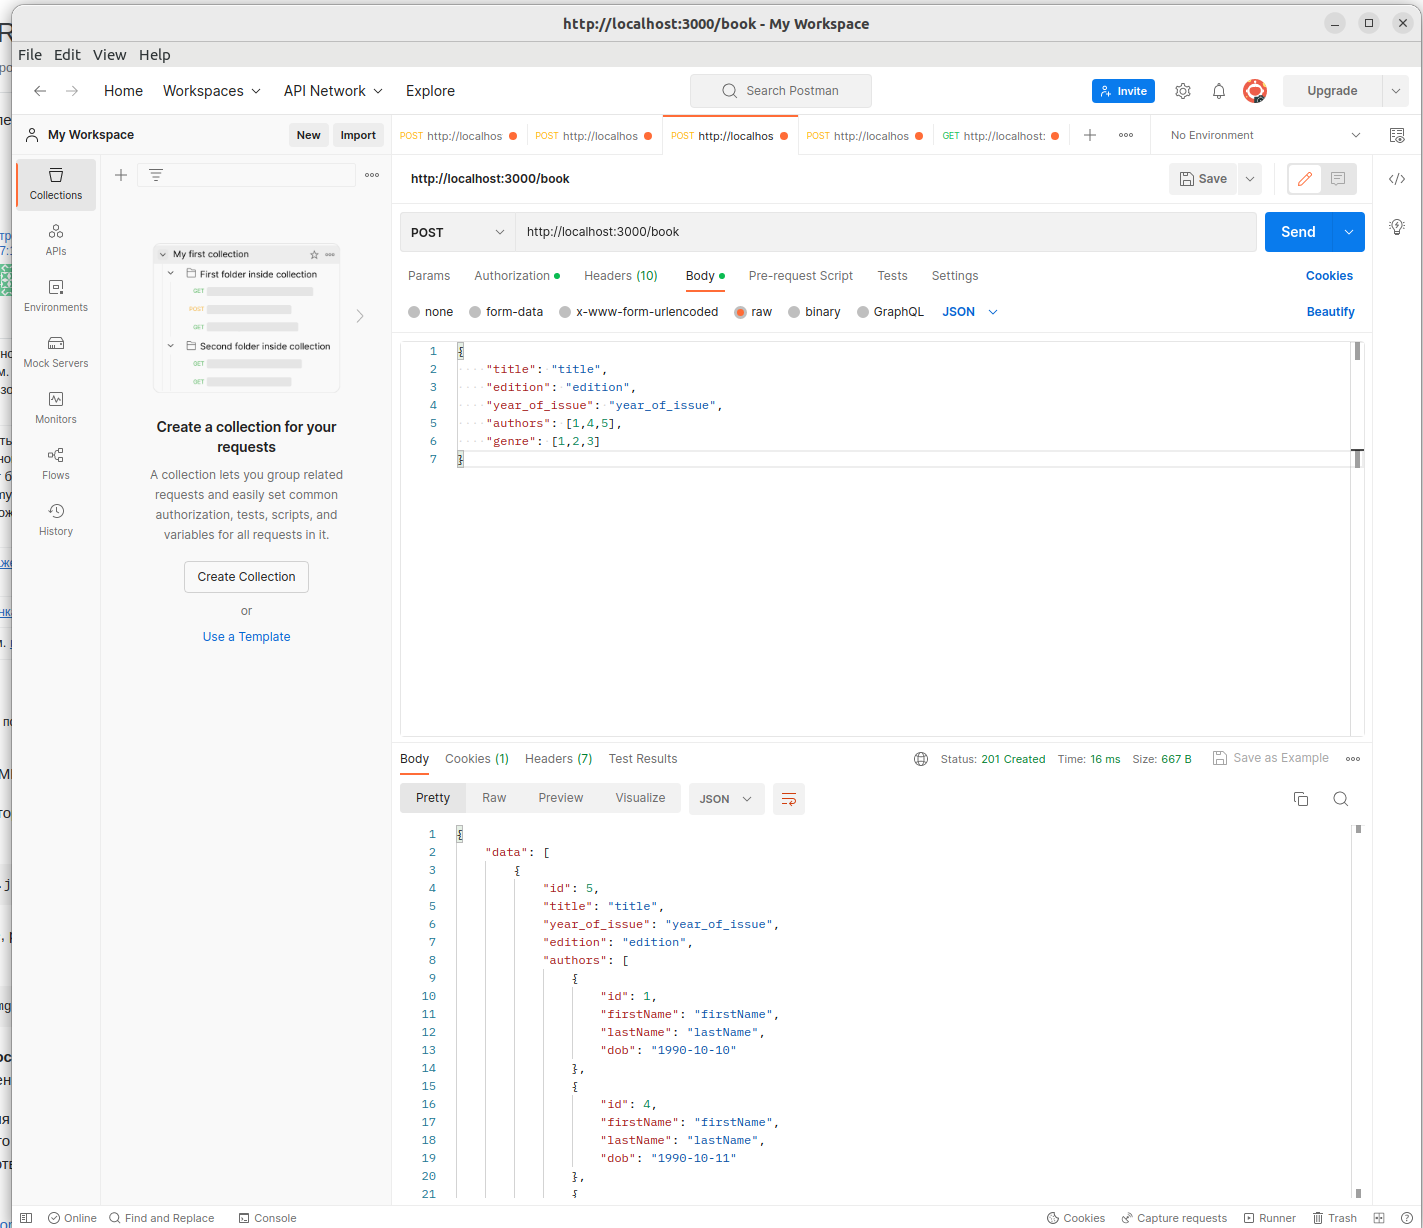 http://localhost:3000/book - My Workspace
File Edit View Help
Home Workspaces API Network Explore Search Postman Invite Upgrade
My Workspace New Import POST http://localhos POST http://localhos POST http://localhos POST http://localhos GET http://localhost: No Environment
Collections
APIs
Environments
Mock Servers
Monitors
Flows
History
My first collection
First folder inside collection
GET
POST
GET
Second folder inside collection
GET
GET
Create a collection for your
requests
A collection lets you group related
requests and easily set common
authorization, tests, scripts, and
variables for all requests in it.
Create Collection
or
Use a Template
http://localhost:3000/book Save
POST http://localhost:3000/book Send
Params Authorization Headers (10) Body Pre-request Script Tests Settings Cookies
none form-data x-www-form-urlencoded raw binary GraphQL JSON Beautify
1 {
2 "title": "title",
3 "edition": "edition",
4 "year_of_issue": "year_of_issue",
5 "authors": [1,4,5],
6 "genre": [1,2,3]
7 }
Body Cookies (1) Headers (7) Test Results Status: 201 Created Time: 16 ms Size: 667 B Save as Example
Pretty Raw Preview Visualize JSON
1 {
2 "data": [
3 {
4 "id": 5,
5 "title": "title",
6 "year_of_issue": "year_of_issue",
7 "edition": "edition",
8 "authors": [
9 {
10 "id": 1,
11 "firstName": "firstName",
12 "lastName": "lastName",
13 "dob": "1990-10-10"
14 },
15 {
16 "id": 4,
17 "firstName": "firstName",
18 "lastName": "lastName",
19 "dob": "1990-10-11"
20 },
21 {
Online Find and Replace Console Cookies Capture requests Runner Trash